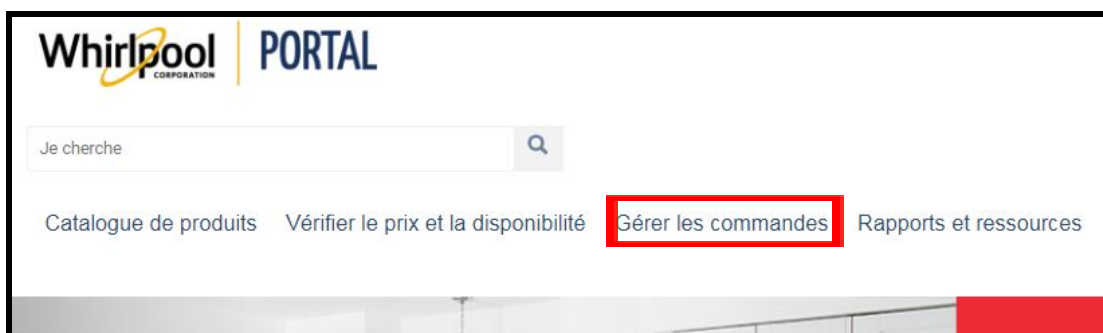 Whirlpool
CORPORATION
PORTAL
Je cherche
Catalogue de produits Vérifier le prix et la disponibilité Gérer les commandes Rapports et ressources